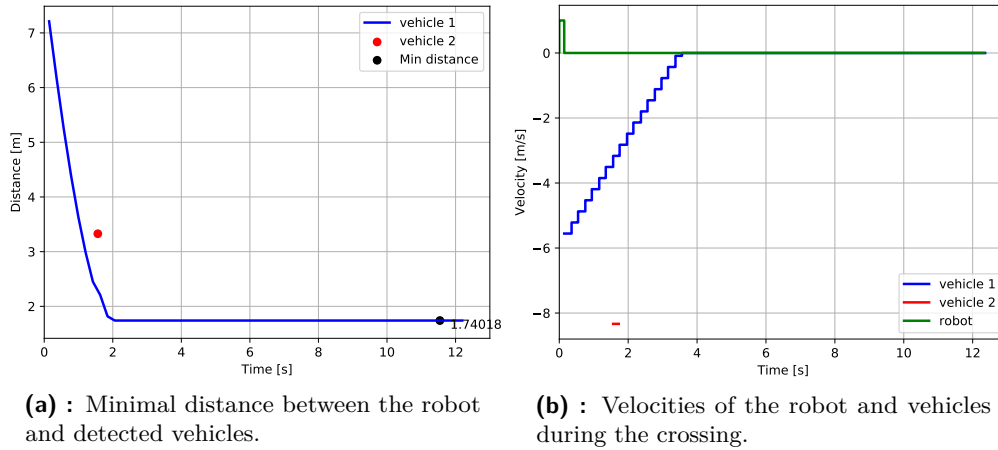 7
6
5
4
3
2
Distance [m]
0
2
4
6
8
10
12
Time [s]
vehicle 1
vehicle 2
Min distance
1.74018
(a) : Minimal distance between the robot
and detected vehicles.
0
−2
−4
−6
−8
Velocity [m/s]
0
2
4
6
8
10
12
Time [s]
vehicle 1
vehicle 2
robot
(b) : Velocities of the robot and vehicles
during the crossing.